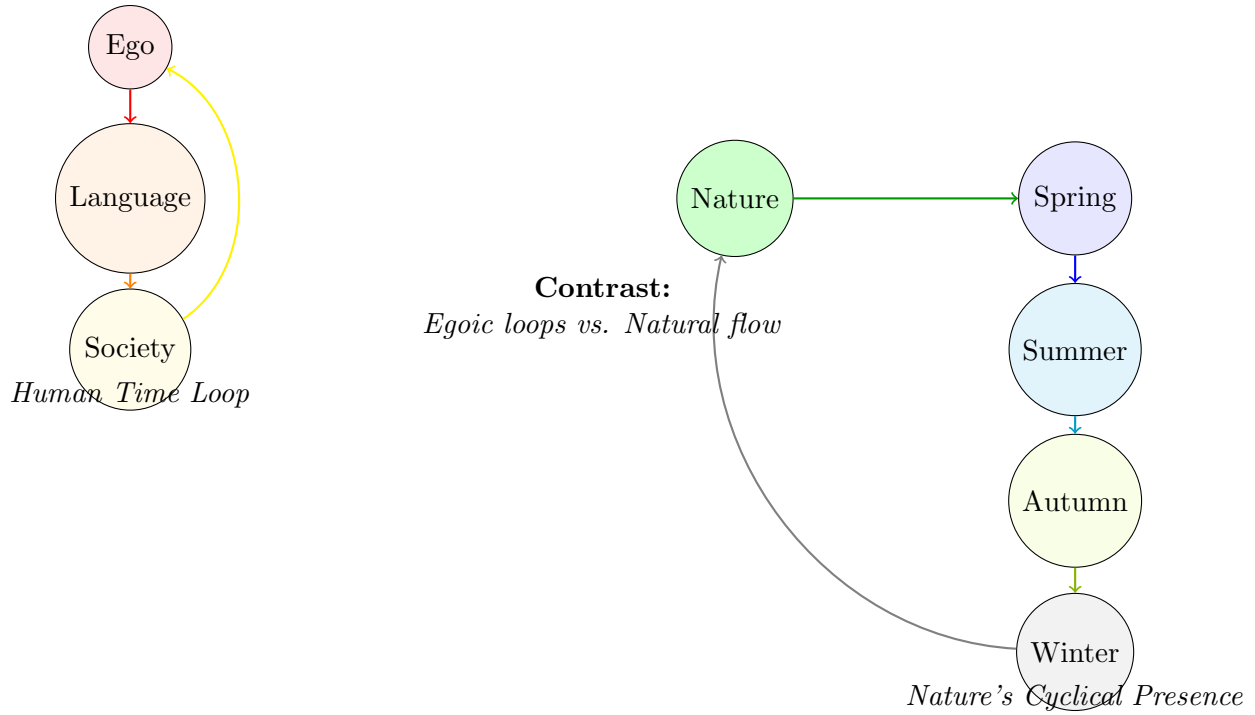 Ego
Language
Society
Human Time Loop
Contrast:
Egoic loops vs. Natural flow
Nature
Spring
Summer
Autumn
Winter
Nature's Cyclical Presence